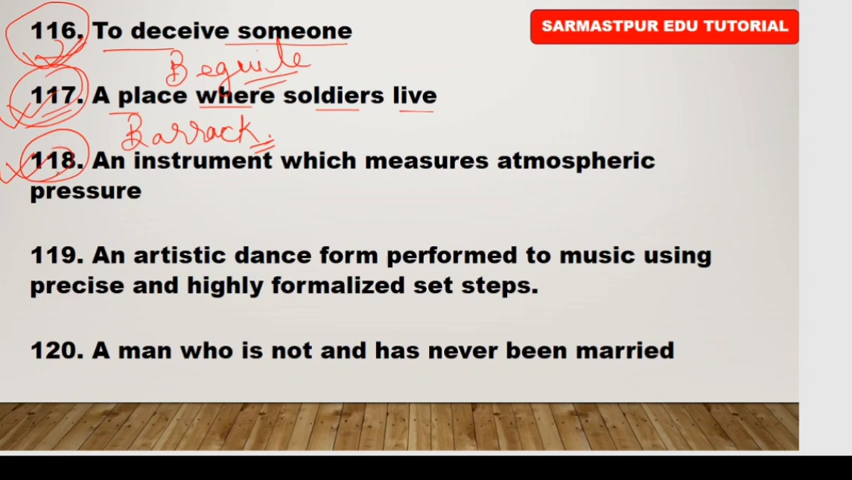 116. To deceive someone
SARMASTPUR EDU TUTORIAL
Beguile
117. A place where soldiers live
Barrack.
118. An instrument which measures atmospheric
pressure
119. An artistic dance form performed to music using
precise and highly formalized set steps.
120. A man who is not and has never been married